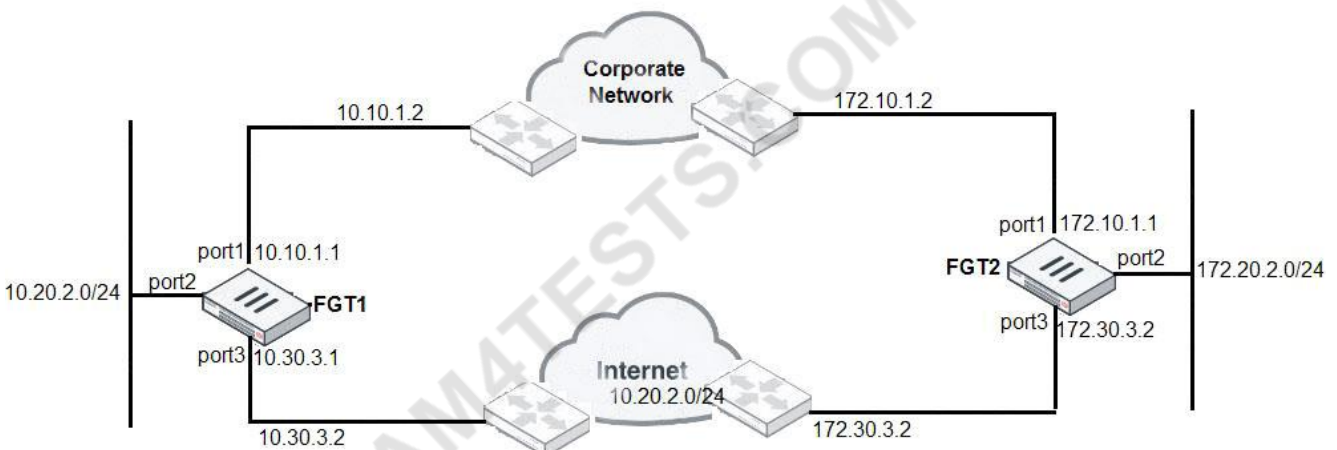 Corporate
Network
10.10.1.2
172.10.1.2
port1 10.10.1.1
port1 172.10.1.1
10.20.2.0/24
port2
FGT1
FGT2
port2
172.20.2.0/24
port3 10.30.3.1
port3 172.30.3.2
Internet
10.20.2.0/24
10.30.3.2
172.30.3.2
AM4TESTS.COM